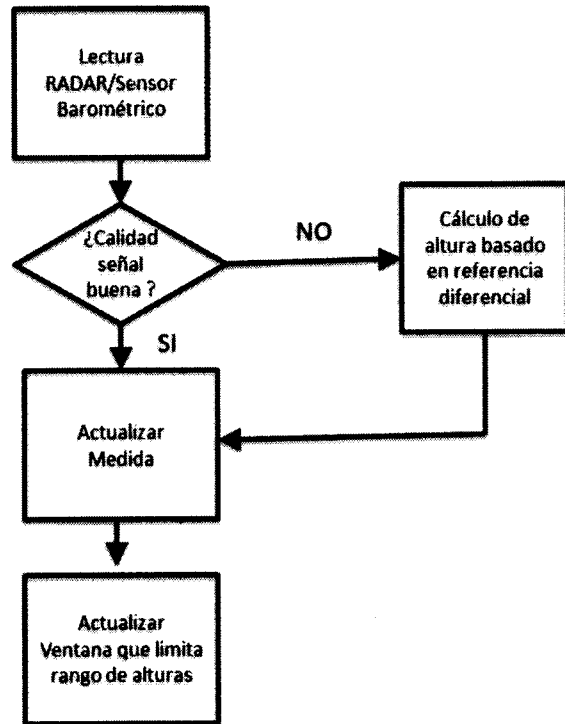 Lectura
RADAR/Sensor
Barométrico
¿Calidad
señal
buena ?
NO
Cálculo de
altura basado
en referencia
diferencial
SI
Actualizar
Medida
Actualizar
Ventana que limita
rango de alturas